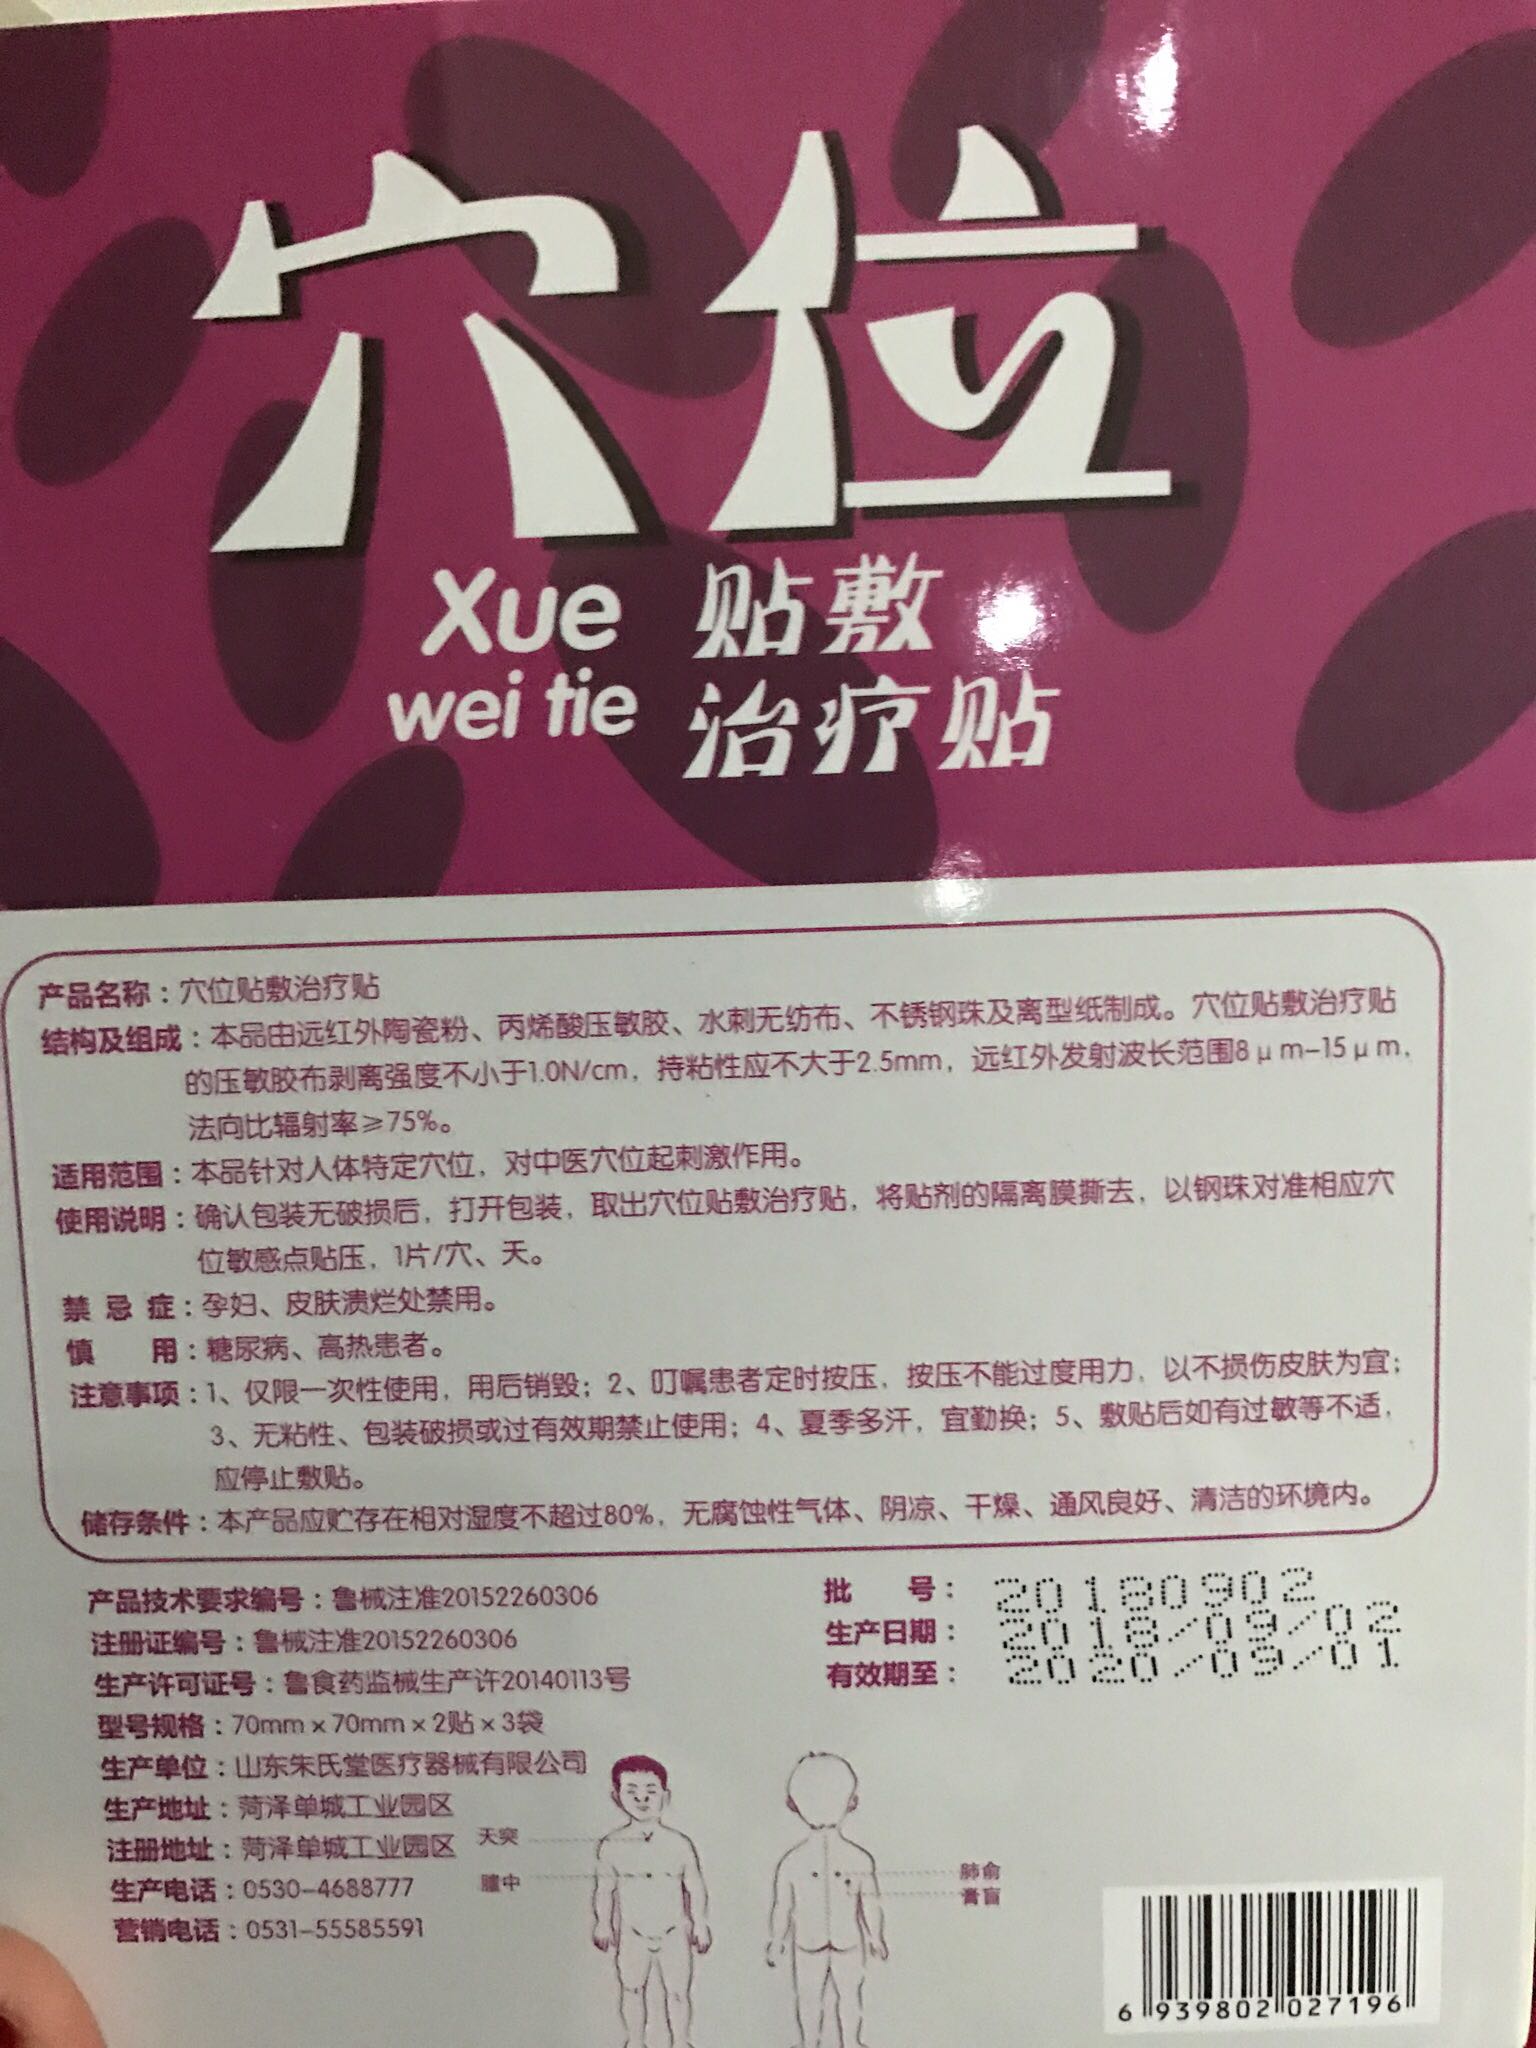 穴位
Xue
wei tie
贴敷
治疗贴
产品名称：穴位贴敷治疗贴
结构及组成：本品由远红外陶瓷粉、丙烯酸压敏胶、水刺无纺布、不锈钢珠及离型纸制成。穴位贴敷治疗贴
的压敏胶布剥离强度不小于1.0N/cm，持粘性应不大于2.5mm，远红外发射波长范围8μm-15μm，
法向比辐射率≥75%。
适用范围：本品针对人体特定穴位，对中医穴位起刺激作用。
使用说明：确认包装无破损后，打开包装，取出穴位贴敷治疗贴，将贴剂的隔离膜撕去，以钢珠对准相应穴
位敏感点贴压，1片/穴、天。
禁忌症：孕妇、皮肤溃烂处禁用。
慎用：糖尿病、高热患者。
注意事项：1、仅限一次性使用，用后销毁；2、叮嘱患者定时按压，按压不能过度用力，以不损伤皮肤为宜；
3、无粘性、包装破损或过有效期禁止使用；4、夏季多汗，宜勤换；5、敷贴后如有过敏等不适，
应停止敷贴。
储存条件：本产品应贮存在相对湿度不超过80%，无腐蚀性气体、阴凉、干燥、通风良好、清洁的环境内。
产品技术要求编号：鲁械注准20152260306
注册证编号：鲁械注准20152260306
生产许可证号：鲁食药监械生产许20140113号
型号规格：70mm×70mm×2贴×3袋
生产单位：山东朱氏堂医疗器械有限公司
生产地址：菏泽单城工业园区
注册地址：菏泽单城工业园区
生产电话：0530-4688777
营销电话：0531-55585591
批号：20180902
生产日期：2018/09/02
有效期至：2020/09/01
天突
膻中
肺俞
膏肓
6 939802 027196